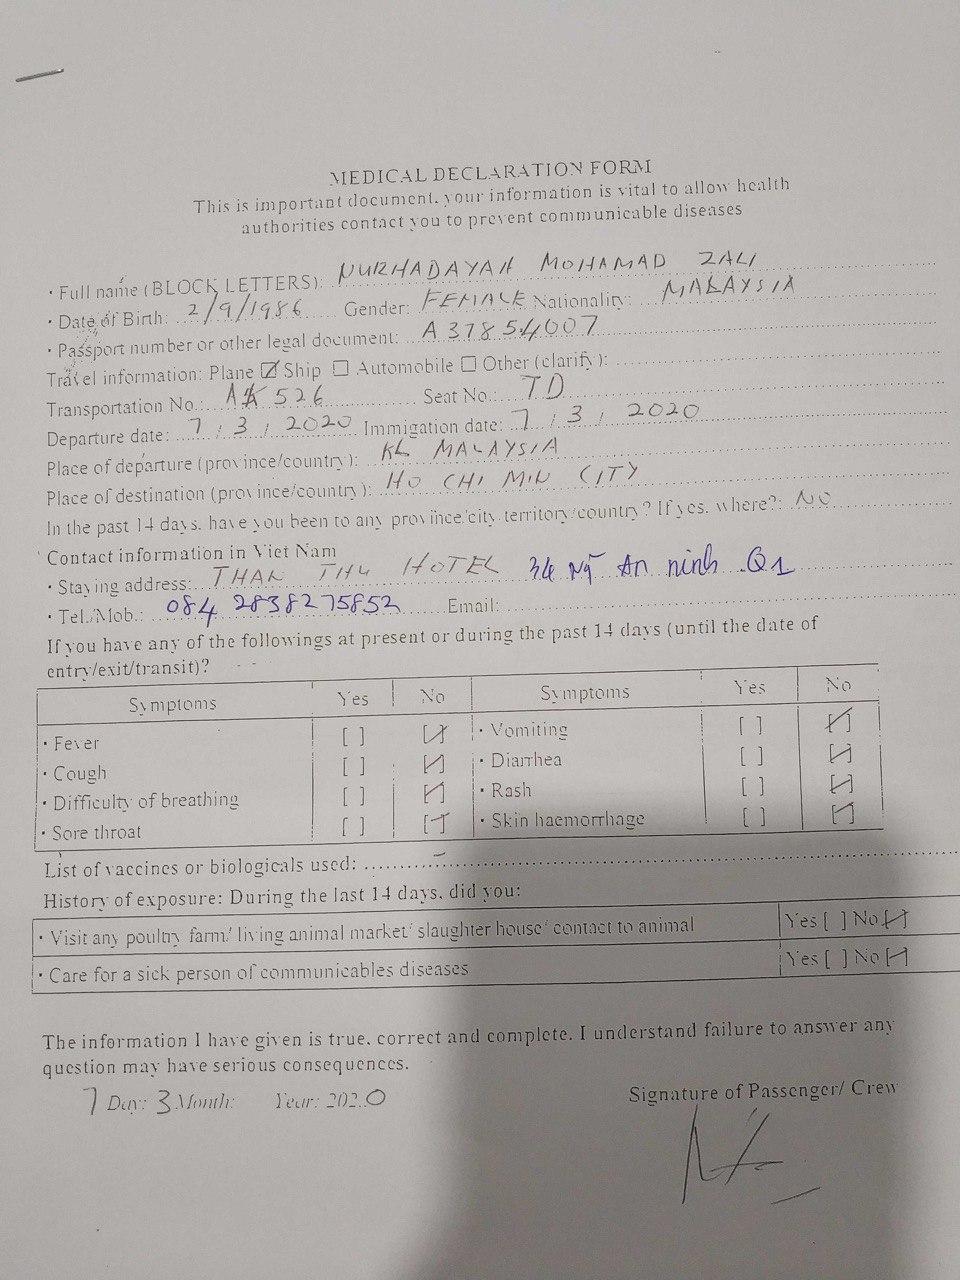 MEDICAL DECLARATION FORM
This is important document, your information is vital to allow health
authorities contact you to prevent communicable diseases
· Full name (BLOCK LETTERS): NURHADAYAH MOHAMAD ZALI
· Date of Birth: 2/9/1986 Gender: FEMALE Nationality: MALAYSIA
· Passport number or other legal document: A37854007
Travel information: Plane ☑ Ship ☐ Automobile ☐ Other (clarify):
Transportation No.: AK 526 Seat No.: 7D
Departure date: 7 / 3 / 2020 Immigation date: 7 / 3 / 2020
Place of departure (province/country): KL MALAYSIA
Place of destination (province/country): HO CHI MIN CITY
In the past 14 days, have you been to any province/city/territory/country? If yes, where?: NO
Contact information in Viet Nam
· Staying address: THAN THU HOTEL 34 Ng An ninh Q1
· Tel./Mob.: 084 2838275852 Email:
If you have any of the followings at present or during the past 14 days (until the date of
entry/exit/transit)?
Symptoms Yes No Symptoms Yes No
· Fever [ ] [✓] · Vomiting [ ] [✓]
· Cough [ ] [✓] · Diarrhea [ ] [✓]
· Difficulty of breathing [ ] [✓] · Rash [ ] [✓]
· Sore throat [ ] [✓] · Skin haemorrhage [ ] [✓]
List of vaccines or biologicals used: –
History of exposure: During the last 14 days, did you:
· Visit any poultry farm/ living animal market/ slaughter house/ contact to animal Yes [ ] No [✓]
· Care for a sick person of communicables diseases Yes [ ] No [✓]
The information I have given is true, correct and complete. I understand failure to answer any
question may have serious consequences.
7 Day: 3 Month: Year: 2020
Signature of Passenger/ Crew